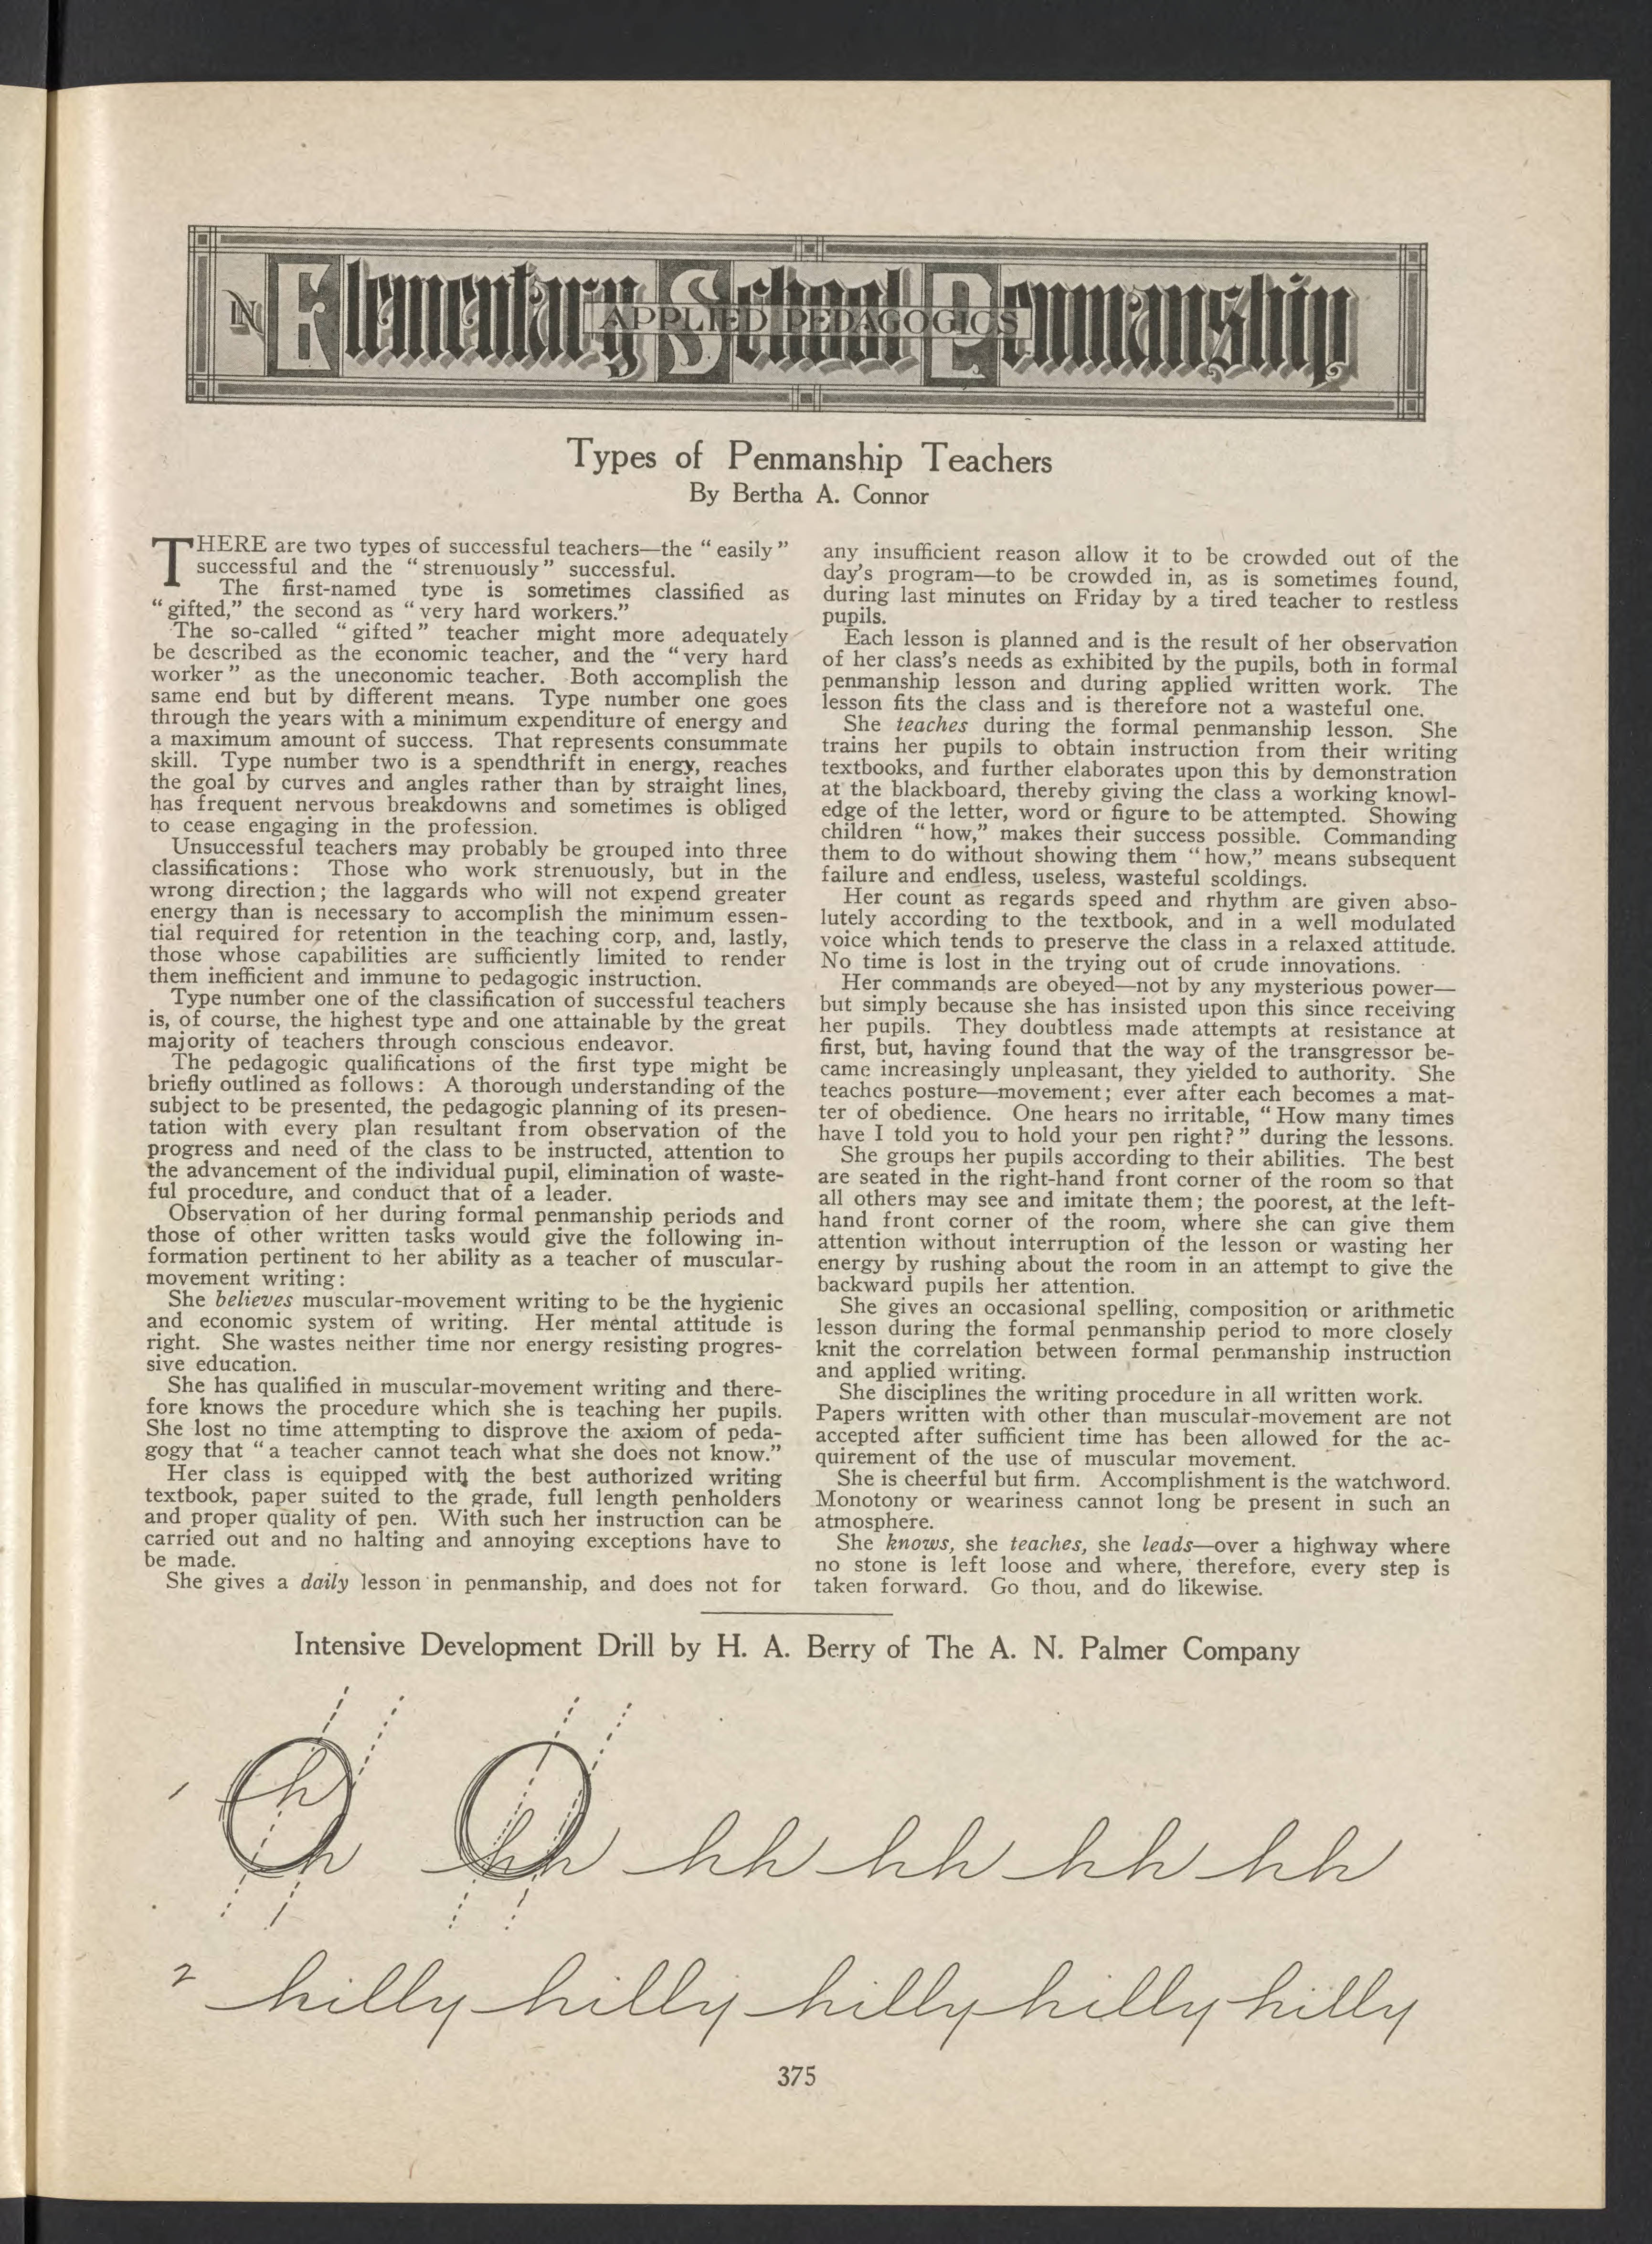 IN Elementary School Penmanship
APPLIED PEDAGOGICS
Types of Penmanship Teachers
By Bertha A. Connor
THERE are two types of successful teachers—the “easily”
successful and the “strenuously” successful.
The first-named type is sometimes classified as
“gifted,” the second as “very hard workers.”
The so-called “gifted” teacher might more adequately
be described as the economic teacher, and the “very hard
worker” as the uneconomic teacher. Both accomplish the
same end but by different means. Type number one goes
through the years with a minimum expenditure of energy and
a maximum amount of success. That represents consummate
skill. Type number two is a spendthrift in energy, reaches
the goal by curves and angles rather than by straight lines,
has frequent nervous breakdowns and sometimes is obliged
to cease engaging in the profession.
Unsuccessful teachers may probably be grouped into three
classifications: Those who work strenuously, but in the
wrong direction; the laggards who will not expend greater
energy than is necessary to accomplish the minimum essen-
tial required for retention in the teaching corp, and, lastly,
those whose capabilities are sufficiently limited to render
them inefficient and immune to pedagogic instruction.
Type number one of the classification of successful teachers
is, of course, the highest type and one attainable by the great
majority of teachers through conscious endeavor.
The pedagogic qualifications of the first type might be
briefly outlined as follows: A thorough understanding of the
subject to be presented, the pedagogic planning of its presen-
tation with every plan resultant from observation of the
progress and need of the class to be instructed, attention to
the advancement of the individual pupil, elimination of waste-
ful procedure, and conduct that of a leader.
Observation of her during formal penmanship periods and
those of other written tasks would give the following in-
formation pertinent to her ability as a teacher of muscular-
movement writing:
She believes muscular-movement writing to be the hygienic
and economic system of writing. Her mental attitude is
right. She wastes neither time nor energy resisting progres-
sive education.
She has qualified in muscular-movement writing and there-
fore knows the procedure which she is teaching her pupils.
She lost no time attempting to disprove the axiom of peda-
gogy that “a teacher cannot teach what she does not know.”
Her class is equipped with the best authorized writing
textbook, paper suited to the grade, full length penholders
and proper quality of pen. With such her instruction can be
carried out and no halting and annoying exceptions have to
be made.
She gives a daily lesson in penmanship, and does not for
any insufficient reason allow it to be crowded out of the
day's program—to be crowded in, as is sometimes found,
during last minutes on Friday by a tired teacher to restless
pupils.
Each lesson is planned and is the result of her observation
of her class's needs as exhibited by the pupils, both in formal
penmanship lesson and during applied written work. The
lesson fits the class and is therefore not a wasteful one.
She teaches during the formal penmanship lesson. She
trains her pupils to obtain instruction from their writing
textbooks, and further elaborates upon this by demonstration
at the blackboard, thereby giving the class a working knowl-
edge of the letter, word or figure to be attempted. Showing
children “how,” makes their success possible. Commanding
them to do without showing them “how,” means subsequent
failure and endless, useless, wasteful scoldings.
Her count as regards speed and rhythm are given abso-
lutely according to the textbook, and in a well modulated
voice which tends to preserve the class in a relaxed attitude.
No time is lost in the trying out of crude innovations.
Her commands are obeyed—not by any mysterious power—
but simply because she has insisted upon this since receiving
her pupils. They doubtless made attempts at resistance at
first, but, having found that the way of the transgressor be-
came increasingly unpleasant, they yielded to authority. She
teaches posture—movement; ever after each becomes a mat-
ter of obedience. One hears no irritable, “How many times
have I told you to hold your pen right?” during the lessons.
She groups her pupils according to their abilities. The best
are seated in the right-hand front corner of the room so that
all others may see and imitate them; the poorest, at the left-
hand front corner of the room, where she can give them
attention without interruption of the lesson or wasting her
energy by rushing about the room in an attempt to give the
backward pupils her attention.
She gives an occasional spelling, composition or arithmetic
lesson during the formal penmanship period to more closely
knit the correlation between formal penmanship instruction
and applied writing.
She disciplines the writing procedure in all written work.
Papers written with other than muscular-movement are not
accepted after sufficient time has been allowed for the ac-
quirement of the use of muscular movement.
She is cheerful but firm. Accomplishment is the watchword.
Monotony or weariness cannot long be present in such an
atmosphere.
She knows, she teaches, she leads—over a highway where
no stone is left loose and where, therefore, every step is
taken forward. Go thou, and do likewise.
Intensive Development Drill by H. A. Berry of The A. N. Palmer Company
1 h h hh hh hh hh hh
2 hilly hilly hilly hilly hilly
375